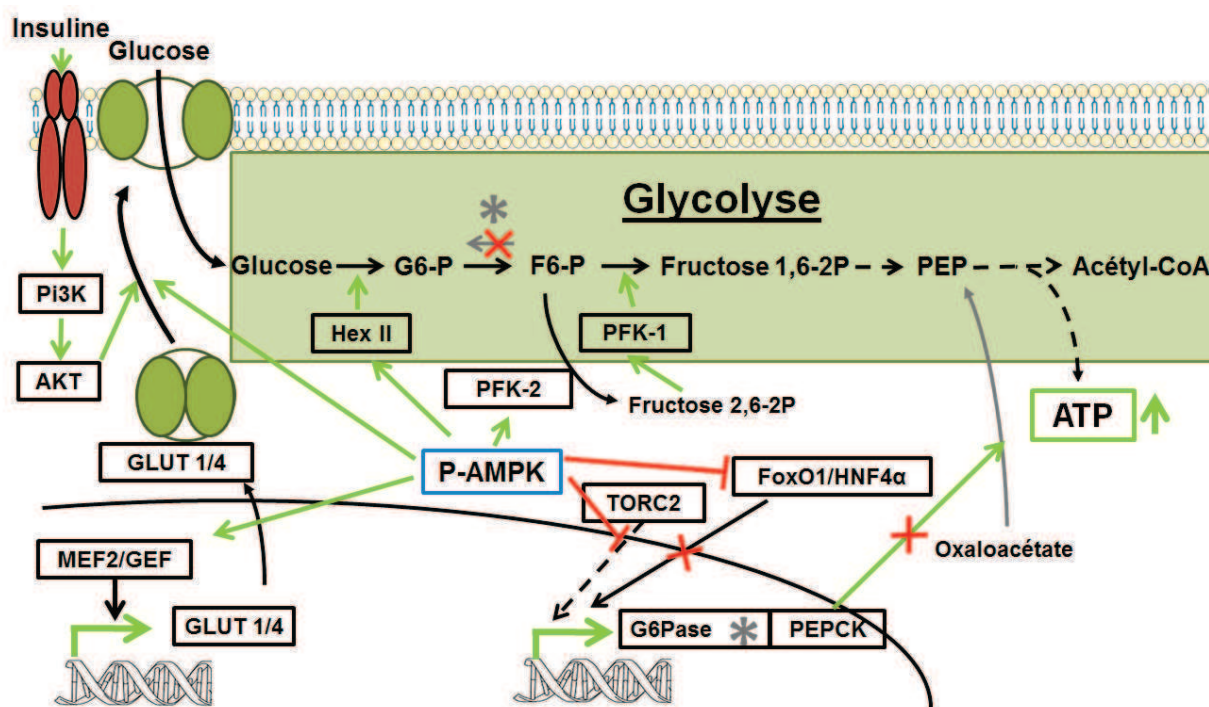 Insuline
Glucose
Glycolyse
*
Glucose
G6-P
F6-P
Fructose 1,6-2P
PEP
Acétyl-CoA
Pi3K
Hex II
PFK-1
AKT
PFK-2
Fructose 2,6-2P
ATP
GLUT 1/4
P-AMPK
FoxO1/HNF4α
TORC2
MEF2/GEF
Oxaloacétate
GLUT 1/4
G6Pase *
PEPCK